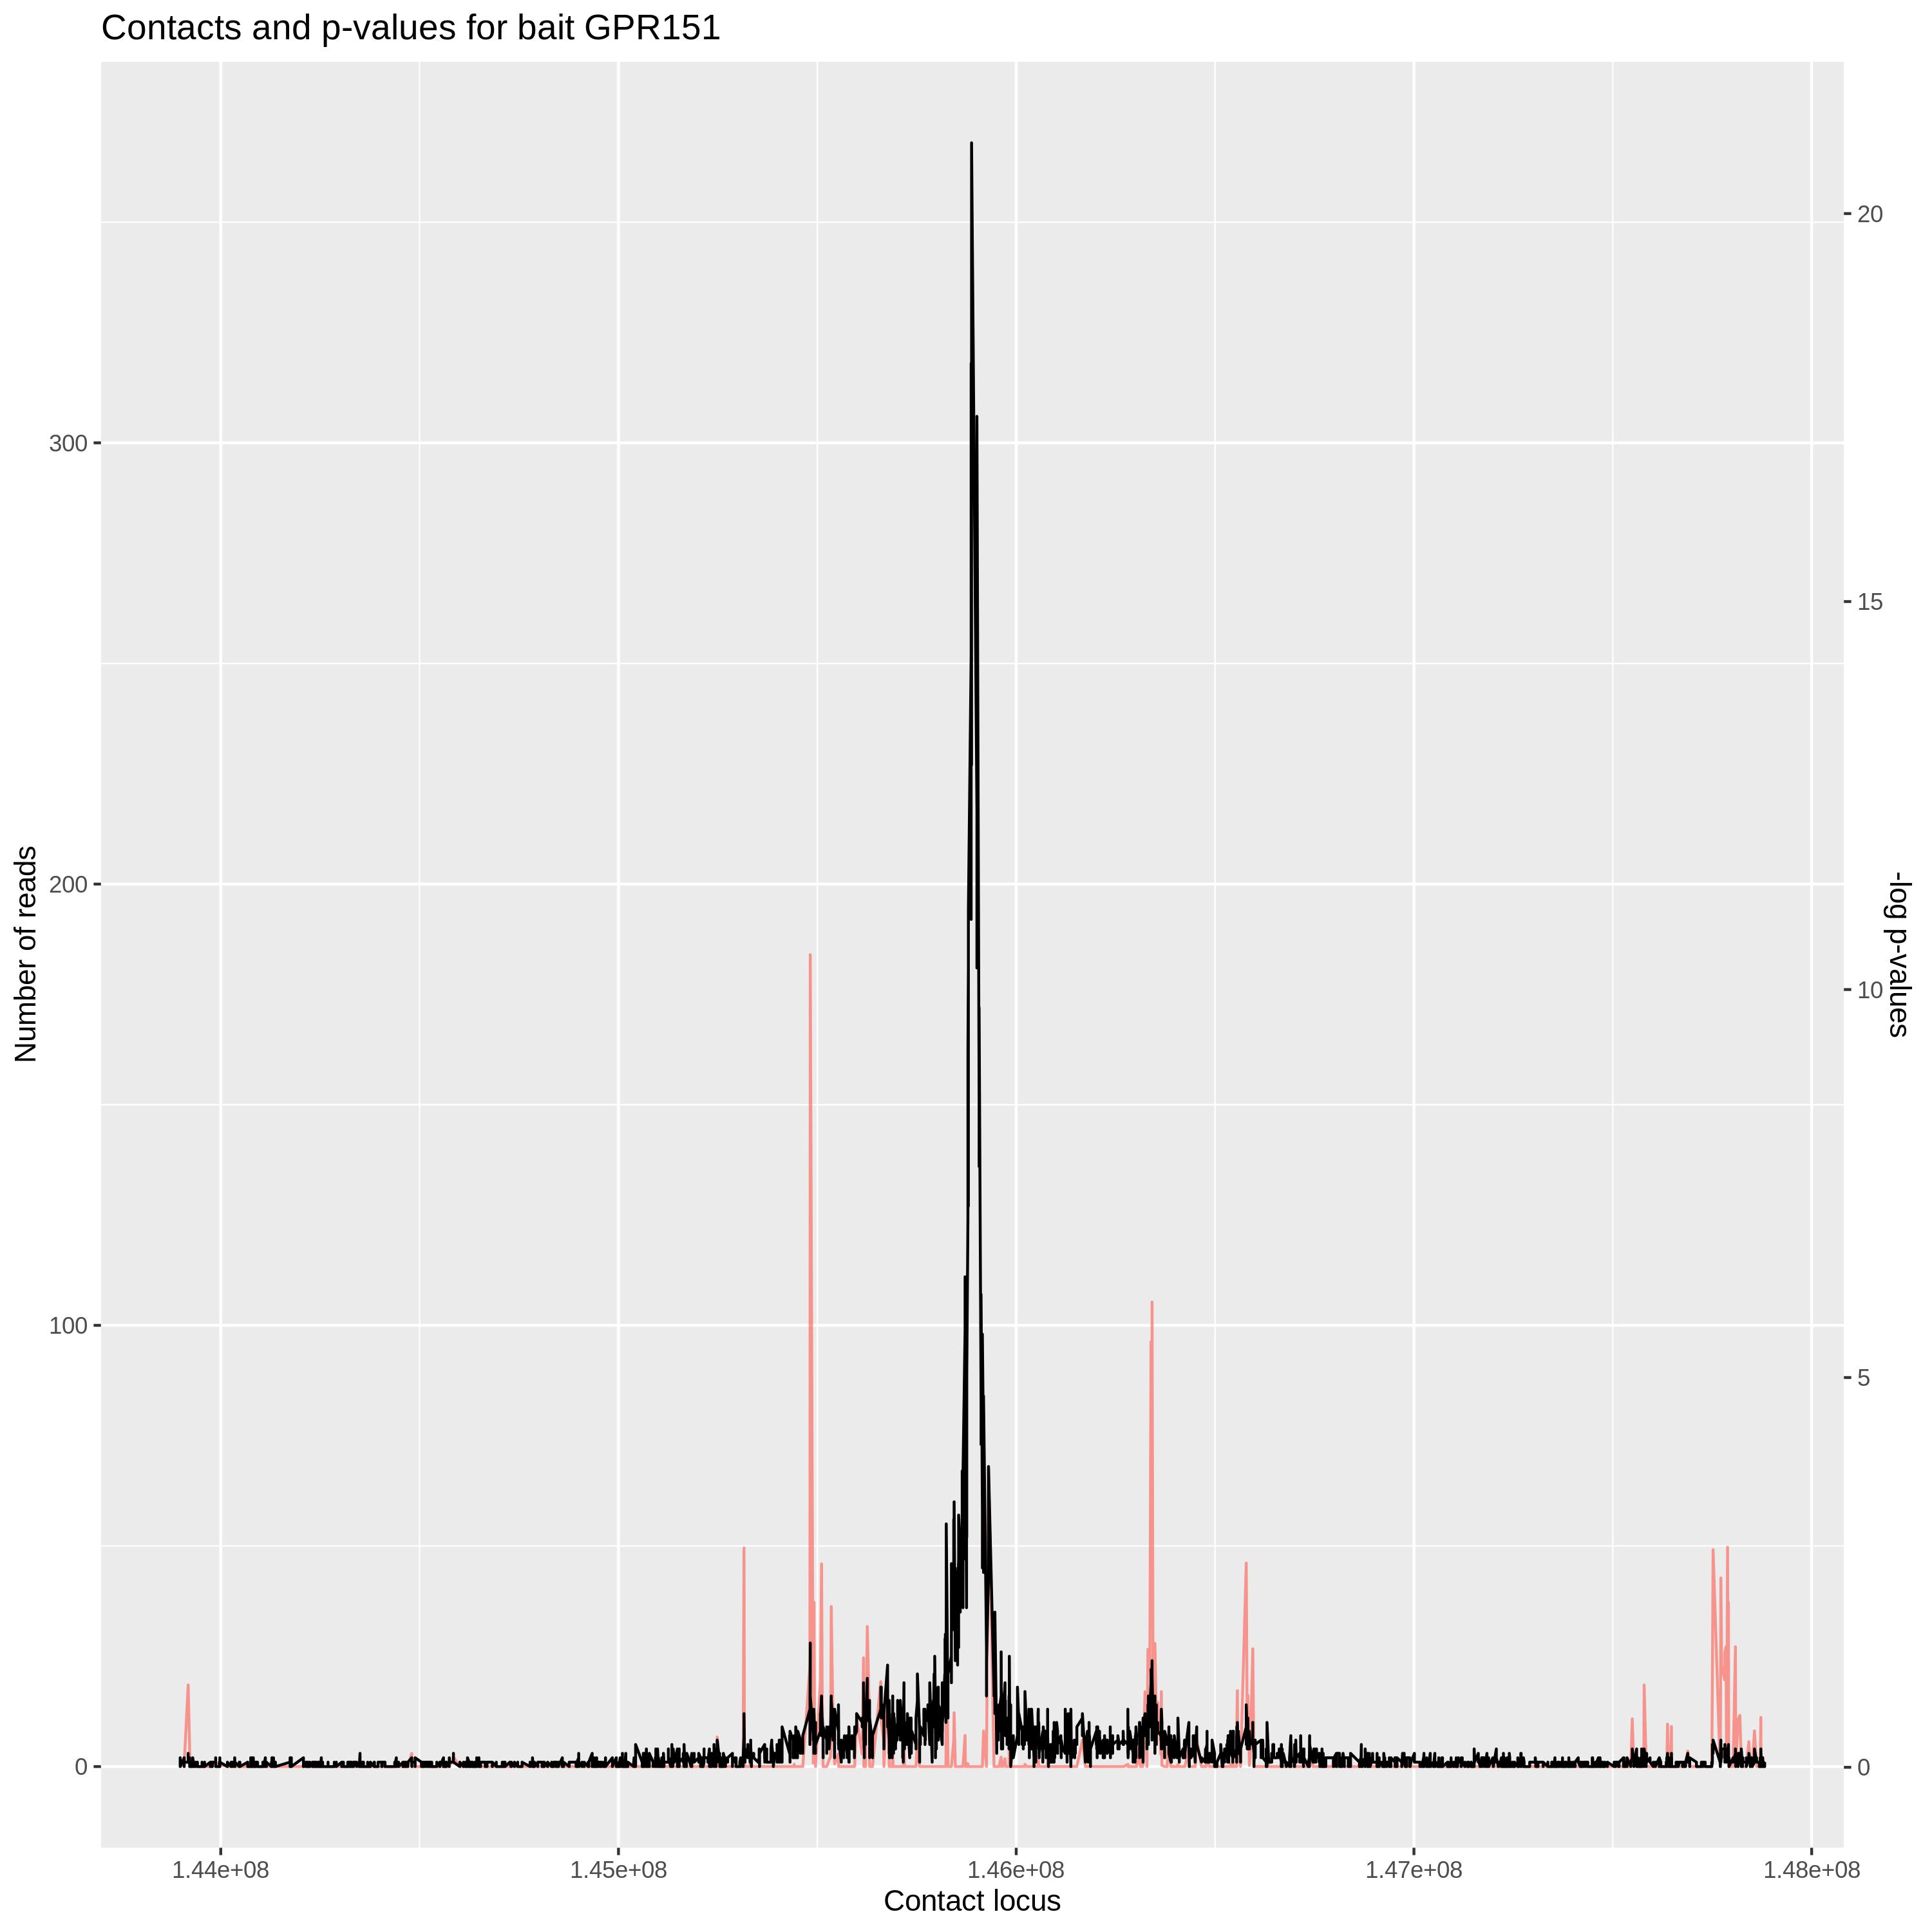 Contacts and p-values for bait GPR151
Number of reads
300
200
100
0
20
15
10
5
0
-log p-values
1.44e+08
1.45e+08
1.46e+08
1.47e+08
1.48e+08
Contact locus